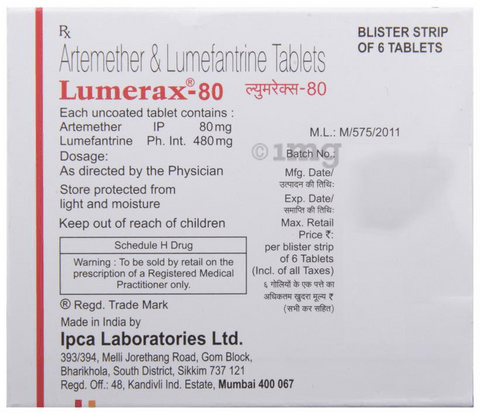 Rx
Artemether & Lumefantrine Tablets
Lumerax®-80 ल्युमरेक्स-80
BLISTER STRIP
OF 6 TABLETS
Each uncoated tablet contains :
Artemether IP 80mg
Lumefantrine Ph. Int. 480mg
Dosage:
As directed by the Physician
Store protected from
light and moisture
Keep out of reach of children
Schedule H Drug
Warning : To be sold by retail on the
prescription of a Registered Medical
Practitioner only.
® Regd. Trade Mark
Made in India by
Ipca Laboratories Ltd.
393/394, Melli Jorethang Road, Gom Block,
Bharikhola, South District, Sikkim 737 121
Regd. Off.: 48, Kandivli Ind. Estate, Mumbai 400 067
M.L.: M/575/2011
© 1mg
Batch No.:
Mfg. Date/
उत्पादन की तिथि:
Exp. Date/
समाप्ति की तिथि:
Max. Retail
Price ₹:
per blister strip
of 6 Tablets
(Incl. of all Taxes)
६ गोलियों के एक पत्ते का
अधिकतम खुदरा मूल्य ₹
(सभी कर सहित)